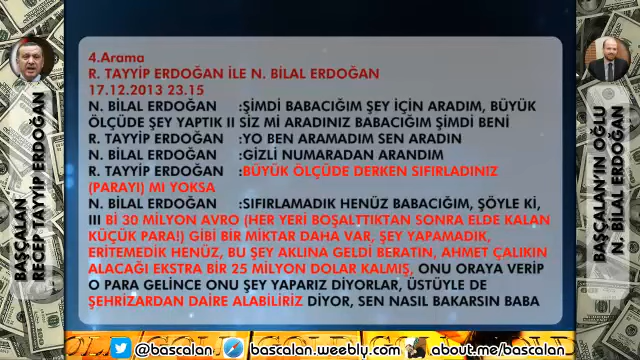 4.Arama
R. TAYYİP ERDOĞAN İLE N. BİLAL ERDOĞAN
17.12.2013 23.15
N. BİLAL ERDOĞAN :ŞİMDİ BABACIĞIM ŞEY İÇİN ARADIM, BÜYÜK
ÖLÇÜDE ŞEY YAPTIK II SİZ Mİ ARADINIZ BABACIĞIM ŞİMDİ BENİ
R. TAYYİP ERDOĞAN :YO BEN ARAMADIM SEN ARADIN
N. BİLAL ERDOĞAN :GİZLİ NUMARADAN ARANDIM
R. TAYYİP ERDOĞAN :BÜYÜK ÖLÇÜDE DERKEN SIFIRLADINIZ
(PARAYI) MI YOKSA
N. BİLAL ERDOĞAN :SIFIRLAMADIK HENÜZ BABACIĞIM, ŞÖYLE Kİ,
III Bİ 30 MİLYON AVRO (HER YERİ BOŞALTTIKTAN SONRA ELDE KALAN
KÜÇÜK PARA!) GİBİ BİR MİKTAR DAHA VAR, ŞEY YAPAMADIK,
ERİTEMEDİK HENÜZ, BU ŞEY AKLINA GELDİ BERATIN, AHMET ÇALIKIN
ALACAĞI EKSTRA BİR 25 MİLYON DOLAR KALMIŞ, ONU ORAYA VERİP
O PARA GELİNCE ONU ŞEY YAPARIZ DİYORLAR, ÜSTÜYLE DE
ŞEHRİZARDAN DAİRE ALABİLİRİZ DİYOR, SEN NASIL BAKARSIN BABA
BAŞÇALAN
RECEP TAYYİP ERDOĞAN
BAŞÇALAN'IN OĞLU
N. BİLAL ERDOĞAN
@bascalan bascalan.weebly.com about.me/bascalan